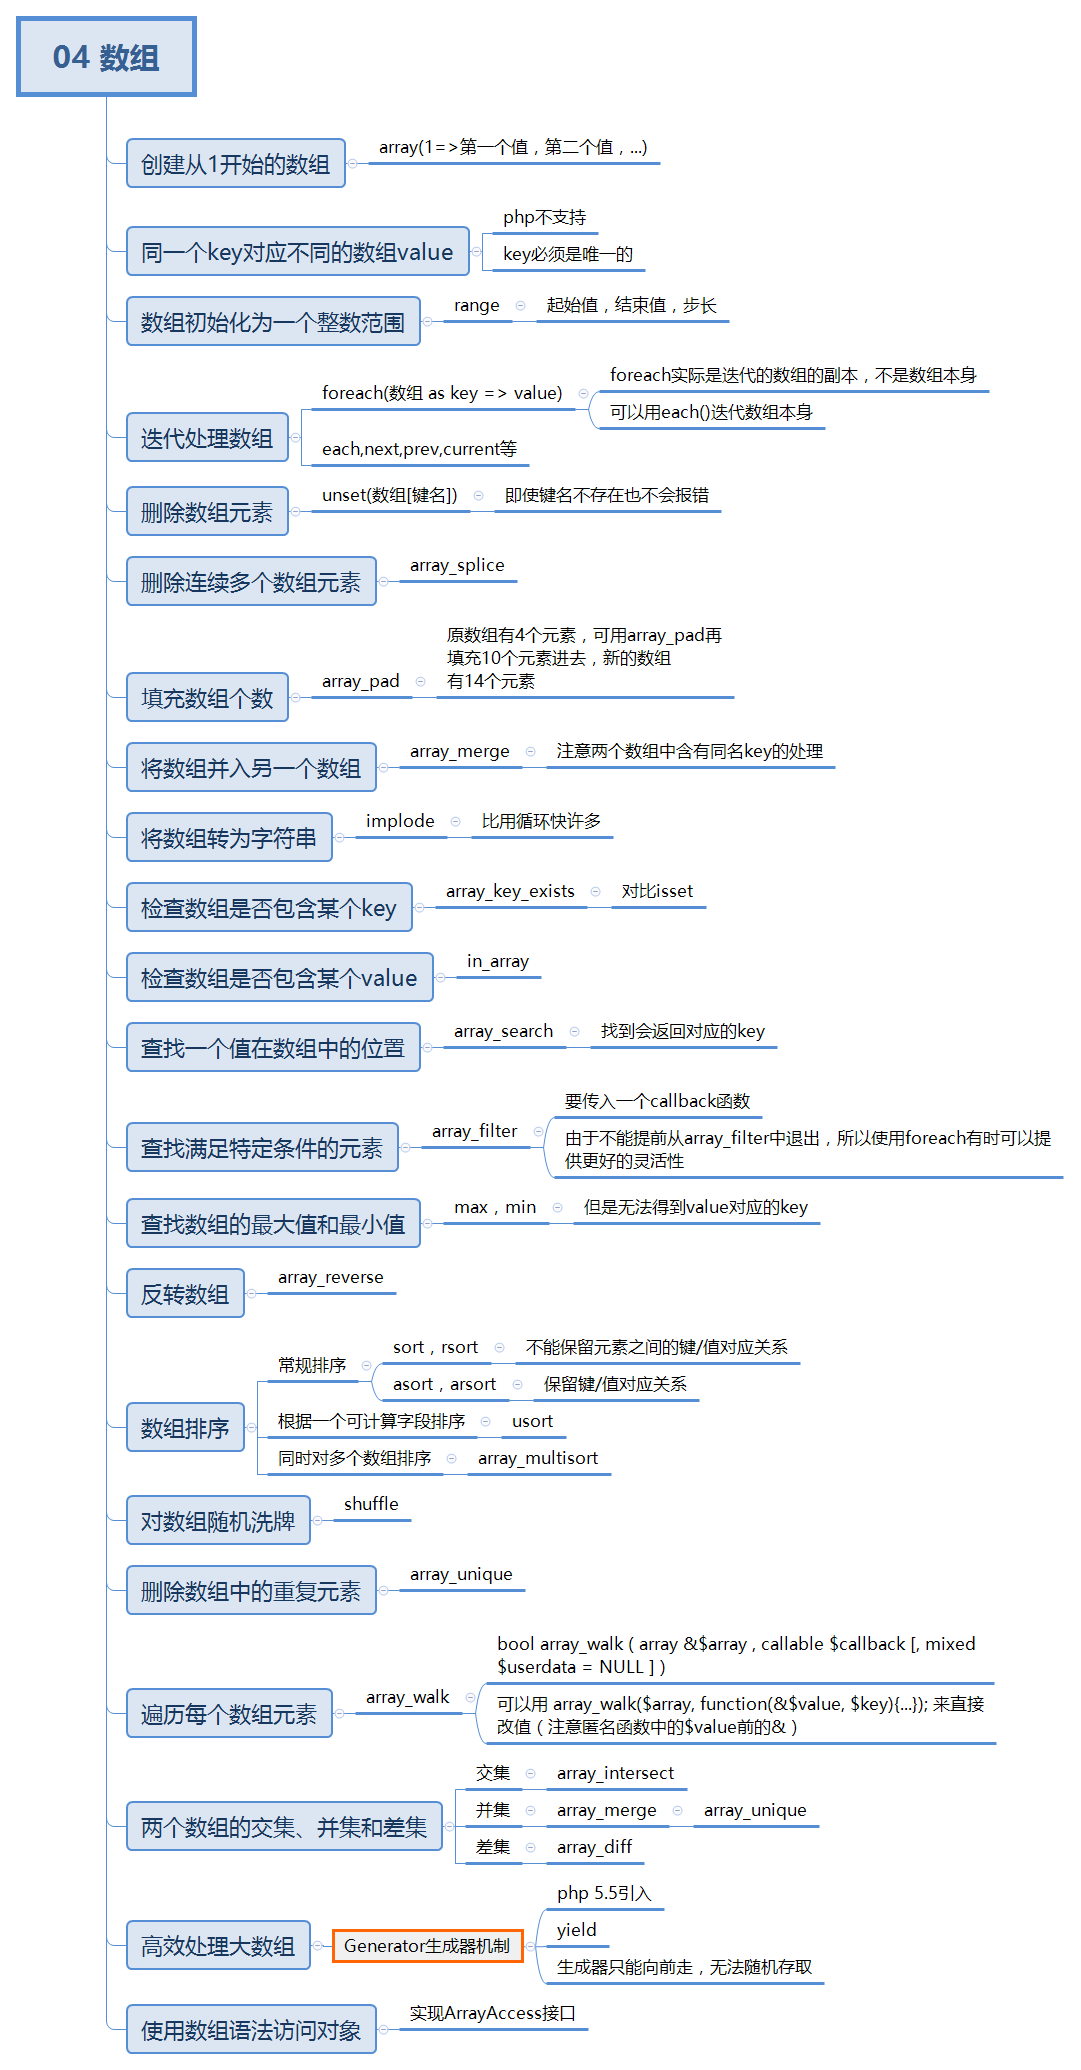 04 数组
创建从1开始的数组
array(1=>第一个值，第二个值，...)
同一个key对应不同的数组value
php不支持
key必须是唯一的
数组初始化为一个整数范围
range
起始值，结束值，步长
迭代处理数组
foreach(数组 as key => value)
foreach实际是迭代的数组的副本，不是数组本身
可以用each()迭代数组本身
each,next,prev,current等
删除数组元素
unset(数组[键名])
即使键名不存在也不会报错
删除连续多个数组元素
array_splice
填充数组个数
array_pad
原数组有4个元素，可用array_pad再
填充10个元素进去，新的数组
有14个元素
将数组并入另一个数组
array_merge
注意两个数组中含有同名key的处理
将数组转为字符串
implode
比用循环快许多
检查数组是否包含某个key
array_key_exists
对比isset
检查数组是否包含某个value
in_array
查找一个值在数组中的位置
array_search
找到会返回对应的key
查找满足特定条件的元素
array_filter
要传入一个callback函数
由于不能提前从array_filter中退出，所以使用foreach有时可以提
供更好的灵活性
查找数组的最大值和最小值
max，min
但是无法得到value对应的key
反转数组
array_reverse
数组排序
常规排序
sort，rsort
不能保留元素之间的键/值对应关系
asort，arsort
保留键/值对应关系
根据一个可计算字段排序
usort
同时对多个数组排序
array_multisort
对数组随机洗牌
shuffle
删除数组中的重复元素
array_unique
遍历每个数组元素
array_walk
bool array_walk ( array &$array , callable $callback [, mixed
$userdata = NULL ] )
可以用 array_walk($array, function(&$value, $key){...}); 来直接
改值（注意匿名函数中的$value前的&）
两个数组的交集、并集和差集
交集
array_intersect
并集
array_merge
array_unique
差集
array_diff
高效处理大数组
Generator生成器机制
php 5.5引入
yield
生成器只能向前走，无法随机存取
使用数组语法访问对象
实现ArrayAccess接口